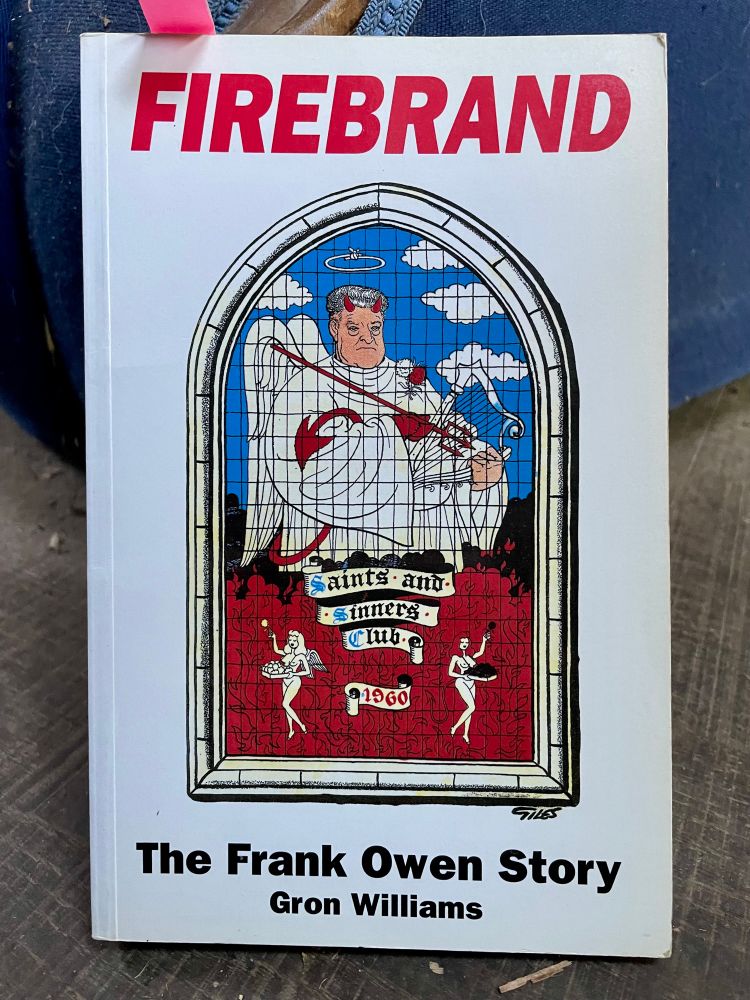 FIREBRAND
Saints · and ·
· Sinners ·
Club ·
1960
GILES
The Frank Owen Story
Gron Williams